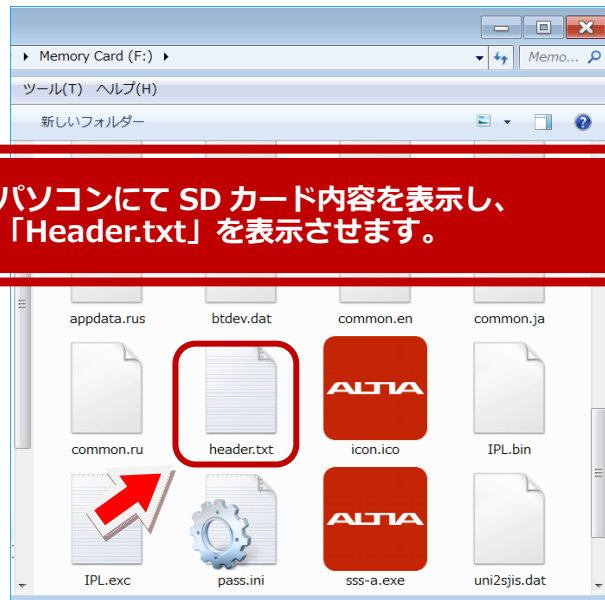 Memory Card (F:)
Memo...
ツール(T) ヘルプ(H)
新しいフォルダー
パソコンにて SD カード内容を表示し、
「Header.txt」を表示させます。
appdata.rus btdev.dat common.en common.ja
ALTIA
common.ru header.txt icon.ico IPL.bin
ALTIA
IPL.exc pass.ini sss-a.exe uni2sjis.dat